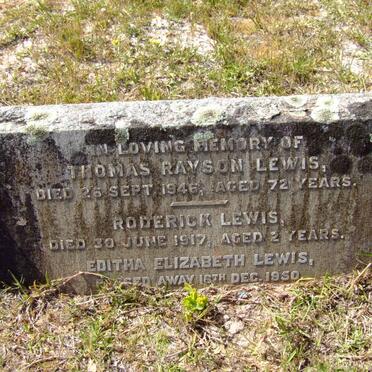 IN LOVING MEMORY OF
THOMAS RAYSON LEWIS,
DIED 26 SEPT. 1946, AGED 72 YEARS.
RODERICK LEWIS,
DIED 30 JUNE 1917, AGED 2 YEARS.
EDITHA ELIZABETH LEWIS,
AWAY 16TH DEC. 1950